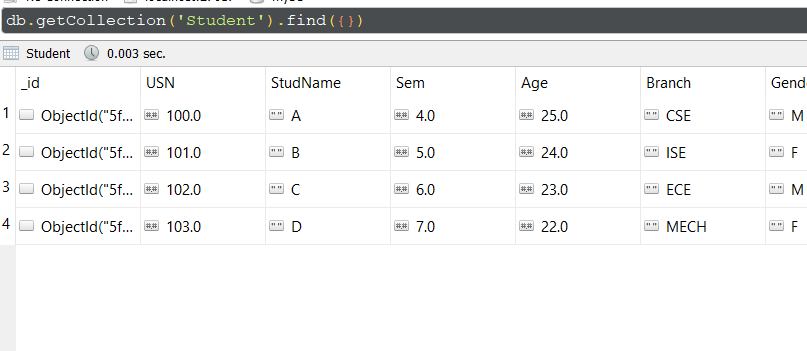 db.getCollection('Student').find({})
Student 0.003 sec.
_id USN StudName Sem Age Branch Gend
1 ObjectId("5f... ## 100.0 "" A ## 4.0 ## 25.0 "" CSE "" M
2 ObjectId("5f... ## 101.0 "" B ## 5.0 ## 24.0 "" ISE "" F
3 ObjectId("5f... ## 102.0 "" C ## 6.0 ## 23.0 "" ECE "" M
4 ObjectId("5f... ## 103.0 "" D ## 7.0 ## 22.0 "" MECH "" F